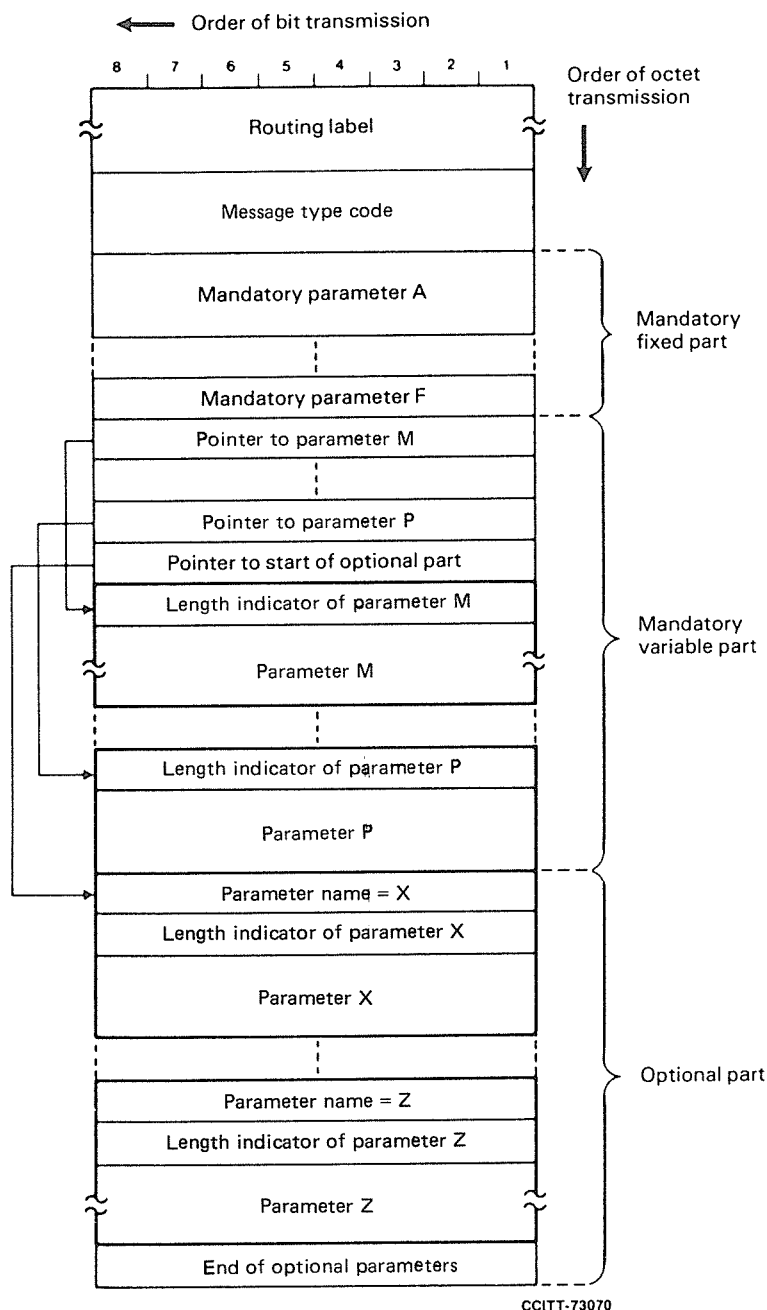 Order of bit transmission
8 7 6 5 4 3 2 1
Order of octet
transmission
Routing label
Message type code
Mandatory parameter A
Mandatory
fixed part
Mandatory parameter F
Pointer to parameter M
Pointer to parameter P
Pointer to start of optional part
Length indicator of parameter M
Mandatory
variable part
Parameter M
Length indicator of parameter P
Parameter P
Parameter name = X
Length indicator of parameter X
Parameter X
Optional part
Parameter name = Z
Length indicator of parameter Z
Parameter Z
End of optional parameters
CCITT-73070